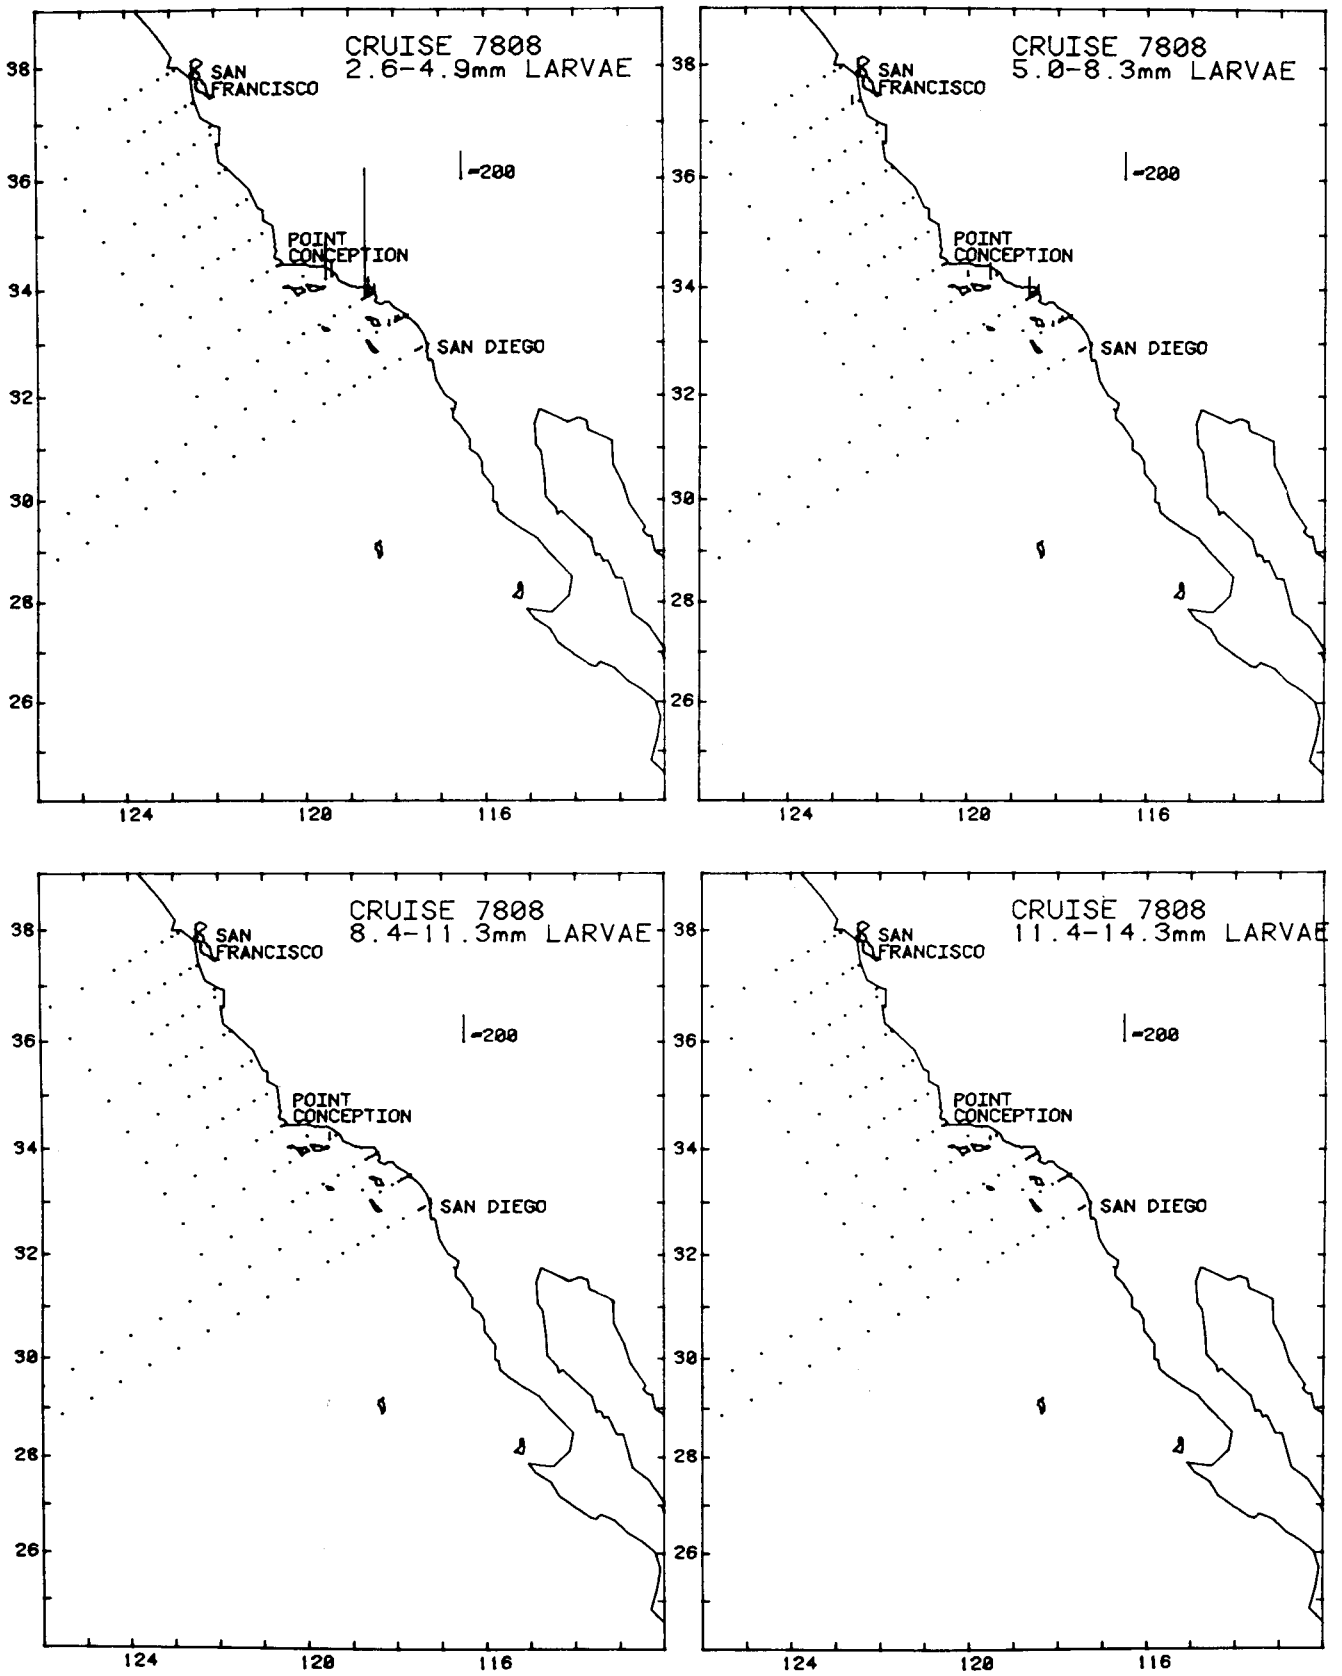 CRUISE 7808
2.6-4.9mm LARVAE
38
SAN
FRANCISCO
36
-200
POINT
CONCEPTION
34
SAN DIEGO
32
30
28
26
124
120
116
CRUISE 7808
5.0-8.3mm LARVAE
38
SAN
FRANCISCO
36
-200
POINT
CONCEPTION
34
SAN DIEGO
32
30
28
26
124
120
116
CRUISE 7808
8.4-11.3mm LARVAE
38
SAN
FRANCISCO
36
-200
POINT
CONCEPTION
34
SAN DIEGO
32
30
28
26
124
120
116
CRUISE 7808
11.4-14.3mm LARVAE
38
SAN
FRANCISCO
36
-200
POINT
CONCEPTION
34
SAN DIEGO
32
30
28
26
124
120
116